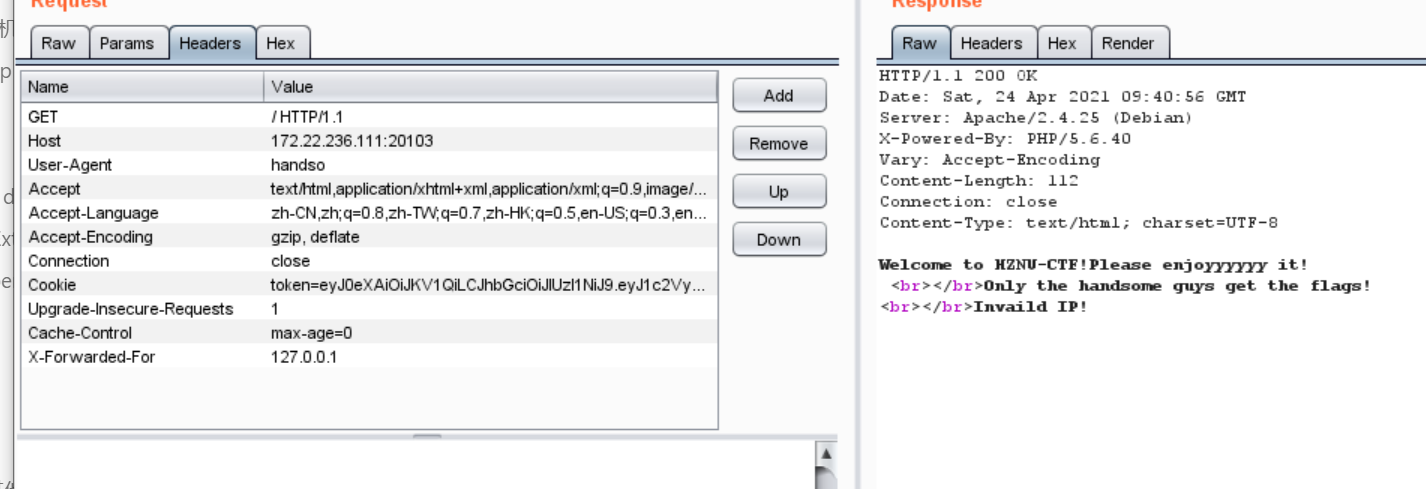 Request
Raw Params Headers Hex
Name Value
GET / HTTP/1.1
Host 172.22.236.111:20103
User-Agent handso
Accept text/html,application/xhtml+xml,application/xml;q=0.9,image/...
Accept-Language zh-CN,zh;q=0.8,zh-TW;q=0.7,zh-HK;q=0.5,en-US;q=0.3,en...
Accept-Encoding gzip, deflate
Connection close
Cookie token=eyJ0eXAiOiJKV1QiLCJhbGciOiJIUzI1NiJ9.eyJ1c2Vy...
Upgrade-Insecure-Requests 1
Cache-Control max-age=0
X-Forwarded-For 127.0.0.1
Add
Remove
Up
Down
Response
Raw Headers Hex Render
HTTP/1.1 200 OK
Date: Sat, 24 Apr 2021 09:40:56 GMT
Server: Apache/2.4.25 (Debian)
X-Powered-By: PHP/5.6.40
Vary: Accept-Encoding
Content-Length: 112
Connection: close
Content-Type: text/html; charset=UTF-8
Welcome to HZNU-CTF!Please enjoyyyyyy it!
<br></br>Only the handsome guys get the flags!
<br></br>Invaild IP!